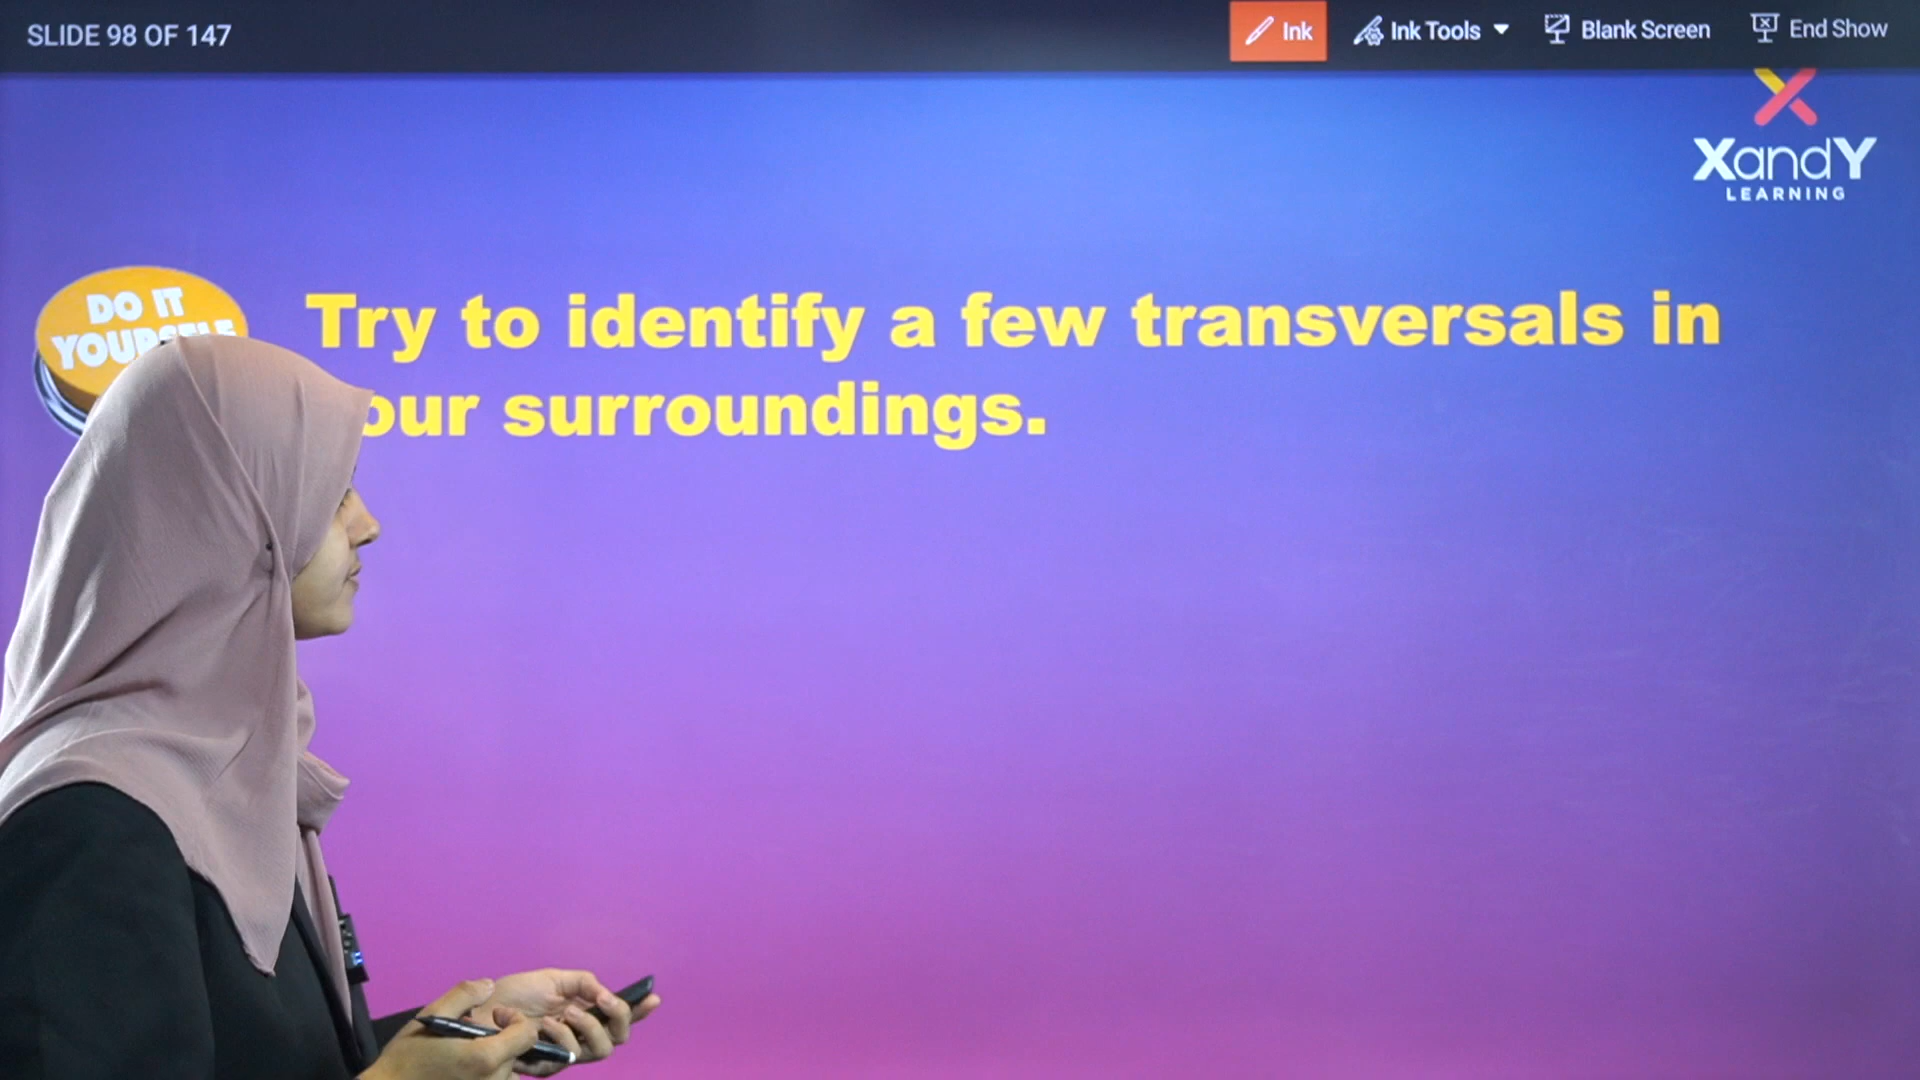 SLIDE 98 OF 147
Ink
Ink Tools
Blank Screen
End Show
XandY
LEARNING
DO IT
Try to identify a few transversals in
surroundings.